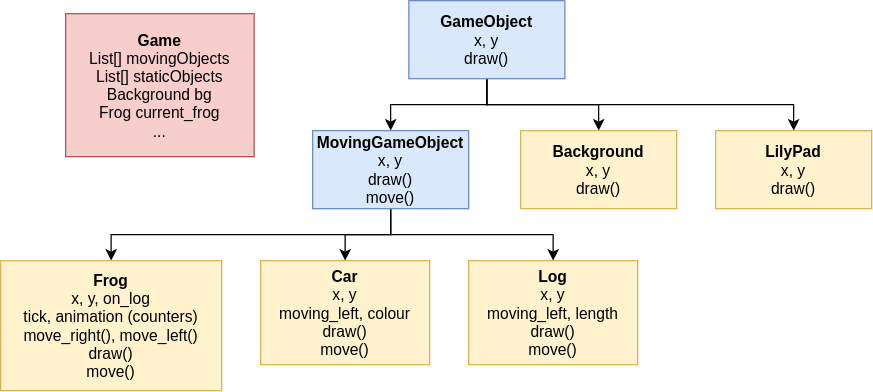 Game
List[] movingObjects
List[] staticObjects
Background bg
Frog current_frog
...
GameObject
x, y
draw()
MovingGameObject
x, y
draw()
move()
Background
x, y
draw()
LilyPad
x, y
draw()
Frog
x, y, on_log
tick, animation (counters)
move_right(), move_left()
draw()
move()
Car
x, y
moving_left, colour
draw()
move()
Log
x, y
moving_left, length
draw()
move()